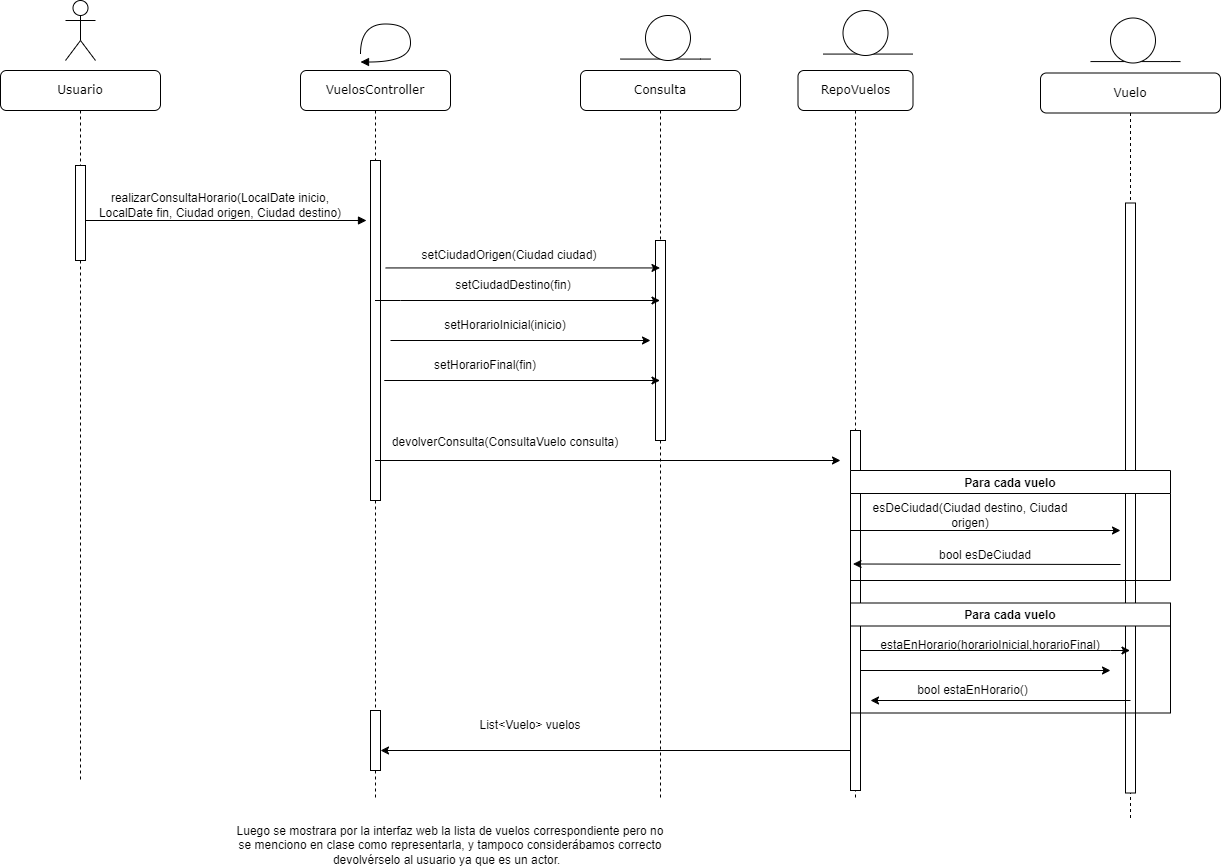 Usuario
VuelosController
Consulta
RepoVuelos
Vuelo
realizarConsultaHorario(LocalDate inicio,
LocalDate fin, Ciudad origen, Ciudad destino)
setCiudadOrigen(Ciudad ciudad)
setCiudadDestino(fin)
setHorarioInicial(inicio)
setHorarioFinal(fin)
devolverConsulta(ConsultaVuelo consulta)
Para cada vuelo
esDeCiudad(Ciudad destino, Ciudad
origen)
bool esDeCiudad
Para cada vuelo
estaEnHorario(horarioInicial,horarioFinal)
bool estaEnHorario()
List<Vuelo> vuelos
Luego se mostrara por la interfaz web la lista de vuelos correspondiente pero no
se menciono en clase como representarla, y tampoco considerábamos correcto
devolvérselo al usuario ya que es un actor.